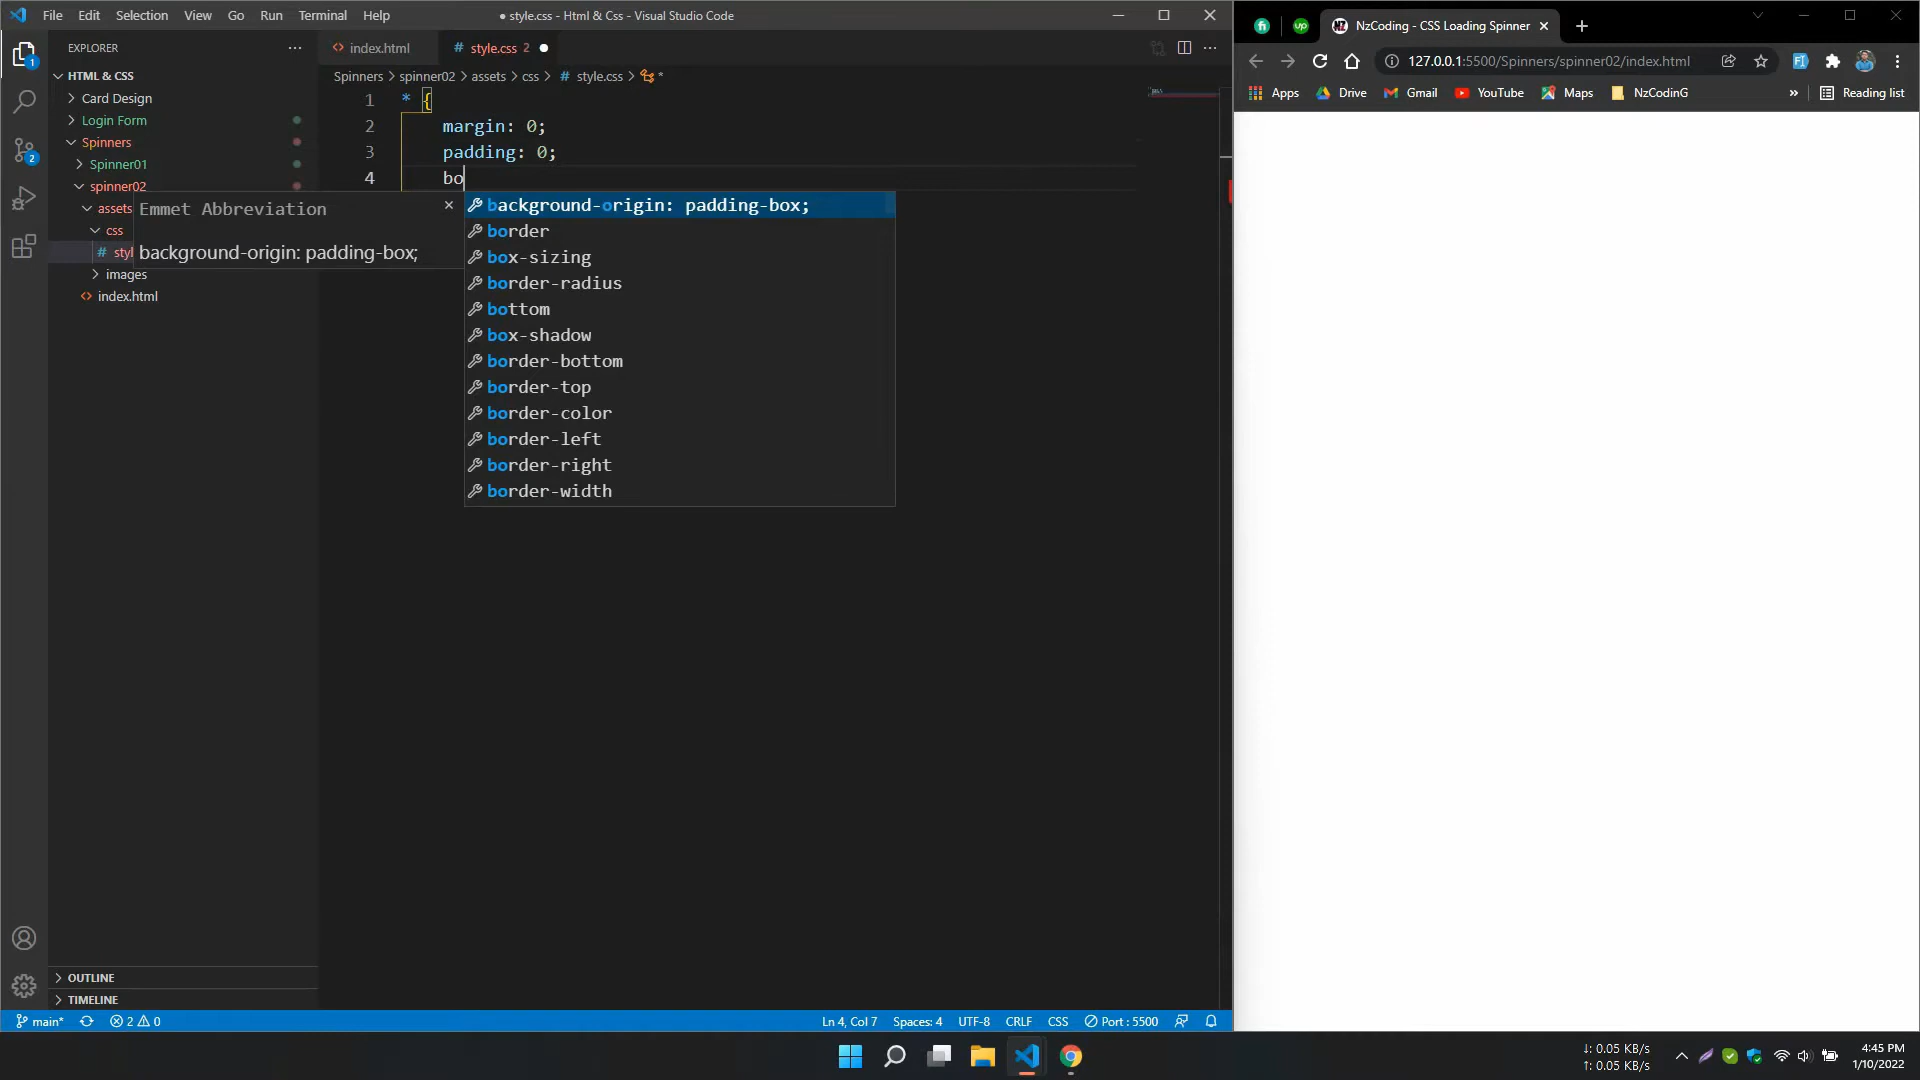 File Edit Selection View Go Run Terminal Help
● style.css - Html & Css - Visual Studio Code
NzCoding - CSS Loading Spinner
127.0.0.1:5500/Spinners/spinner02/index.html
Apps Drive Gmail YouTube Maps NzCodinG » Reading list
EXPLORER
HTML & CSS
Card Design
Login Form
Spinners
Spinner01
spinner02
assets
css
styl
images
index.html
OUTLINE
TIMELINE
index.html
# style.css 2
Spinners > spinner02 > assets > css > # style.css > *
1 * {
2 margin: 0;
3 padding: 0;
4 bo
Emmet Abbreviation
background-origin: padding-box;
background-origin: padding-box;
border
box-sizing
border-radius
bottom
box-shadow
border-bottom
border-top
border-color
border-left
border-right
border-width
1
2
main* 2 0
Ln 4, Col 7 Spaces: 4 UTF-8 CRLF CSS Port : 5500
↓: 0.05 KB/s
↑: 0.05 KB/s
4:45 PM
1/10/2022